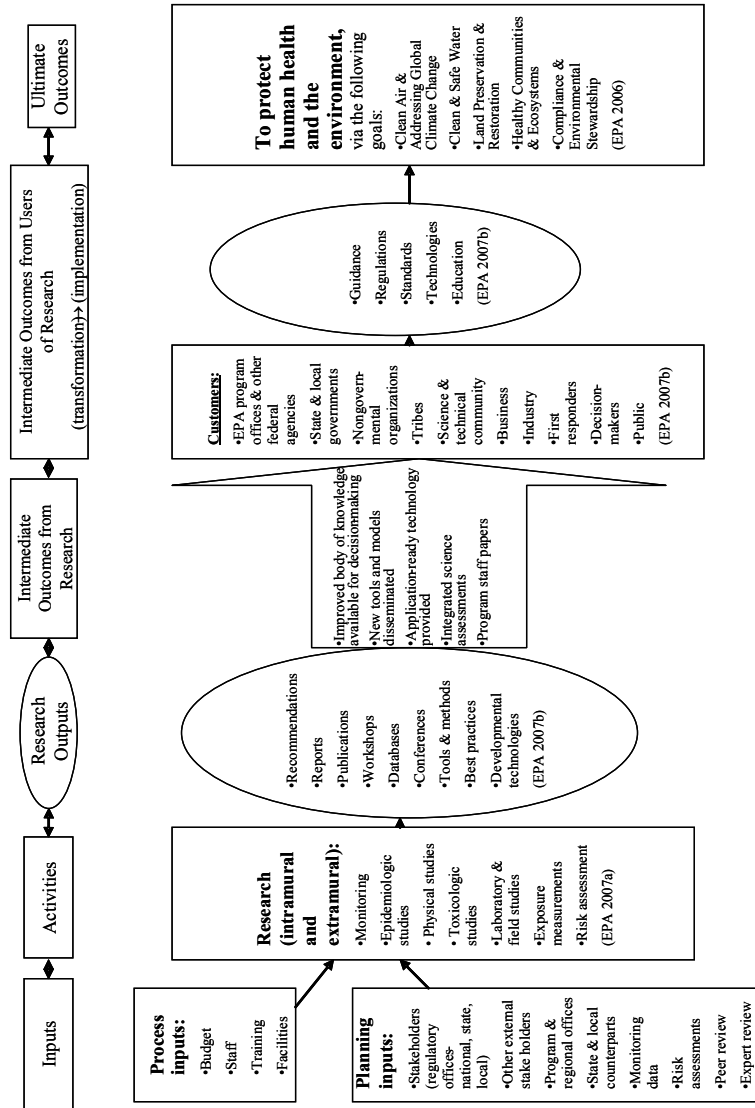 Inputs
Activities
Research
Outputs
Intermediate
Outcomes from
Research
Intermediate Outcomes from Users
of Research
(transformation)→ (implementation)
Ultimate
Outcomes
Process
inputs:
•Budget
•Staff
•Training
•Facilities
Planning
inputs:
•Stakeholders
(regulatory
offices-
national, state,
local)
•Other external
stake holders
•Program &
regional offices
•State & local
counterparts
•Monitoring
data
•Risk
assessments
•Peer review
•Expert review
Research
(intramural
and
extramural):
•Monitoring
•Epidemiologic
studies
•Physical studies
•Toxicologic
studies
•Laboratory &
field studies
•Exposure
measurements
•Risk assessment
(EPA 2007a)
•Recommendations
•Reports
•Publications
•Workshops
•Databases
•Conferences
•Tools & methods
•Best practices
•Developmental
technologies
(EPA 2007b)
•Improved body of knowledge
available for decision-making
•New tools and models
disseminated
•Application-ready technology
provided
•Integrated science
assessments
•Program staff papers
Customers:
•EPA program
offices & other
federal
agencies
•State & local
governments
•Nongovern-
mental
organizations
•Tribes
•Science &
technical
community
•Business
•Industry
•First
responders
•Decision-
makers
•Public
(EPA 2007b)
•Guidance
•Regulations
•Standards
•Technologies
•Education
(EPA 2007b)
To protect
human health
and the
environment,
via the following
goals:
•Clean Air &
Addressing Global
Climate Change
•Clean & Safe Water
•Land Preservation &
Restoration
•Healthy Communities
& Ecosystems
•Compliance &
Environmental
Stewardship
(EPA 2006)